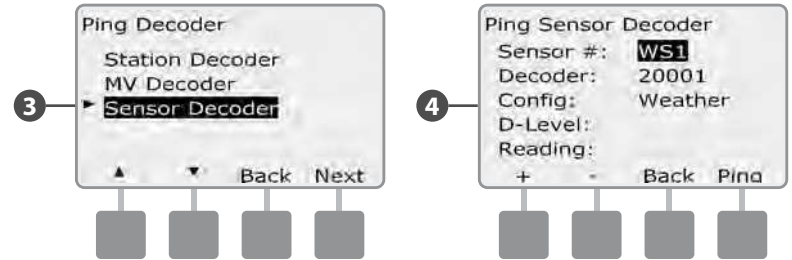 3
Ping Decoder
Station Decoder
MV Decoder
► Sensor Decoder
▲ ▼ Back Next
4
Ping Sensor Decoder
Sensor #: WS1
Decoder: 20001
Config: Weather
D-Level:
Reading:
+ - Back Ping